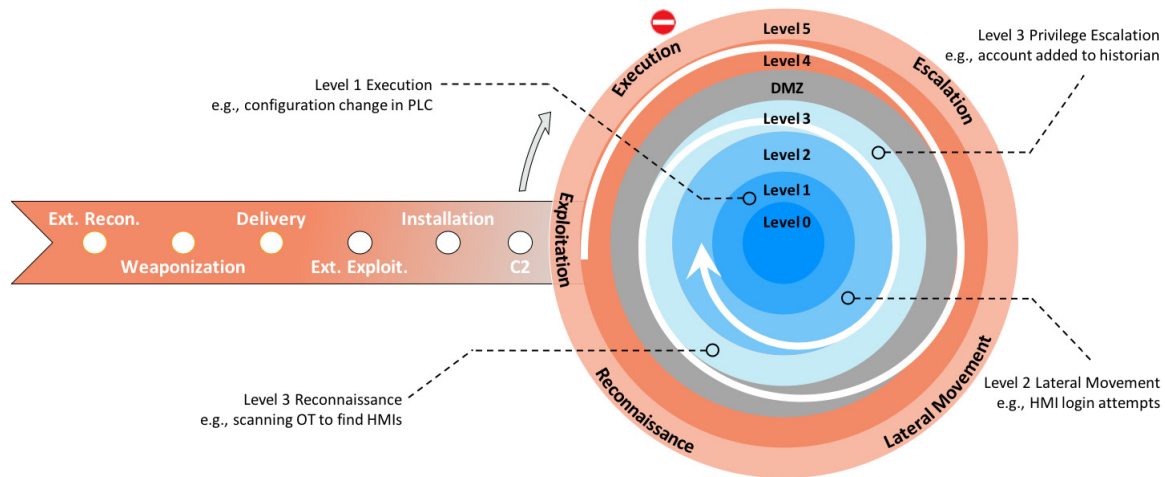 Level 5
Level 4
DMZ
Level 3
Level 2
Level 1
Level 0
Execution
Escalation
Exploitation
Reconnaissance
Lateral Movement
Level 3 Privilege Escalation
e.g., account added to historian
Level 1 Execution
e.g., configuration change in PLC
Ext. Recon.
Weaponization
Delivery
Ext. Exploit.
Installation
C2
Level 3 Reconnaissance
e.g., scanning OT to find HMIs
Level 2 Lateral Movement
e.g., HMI login attempts